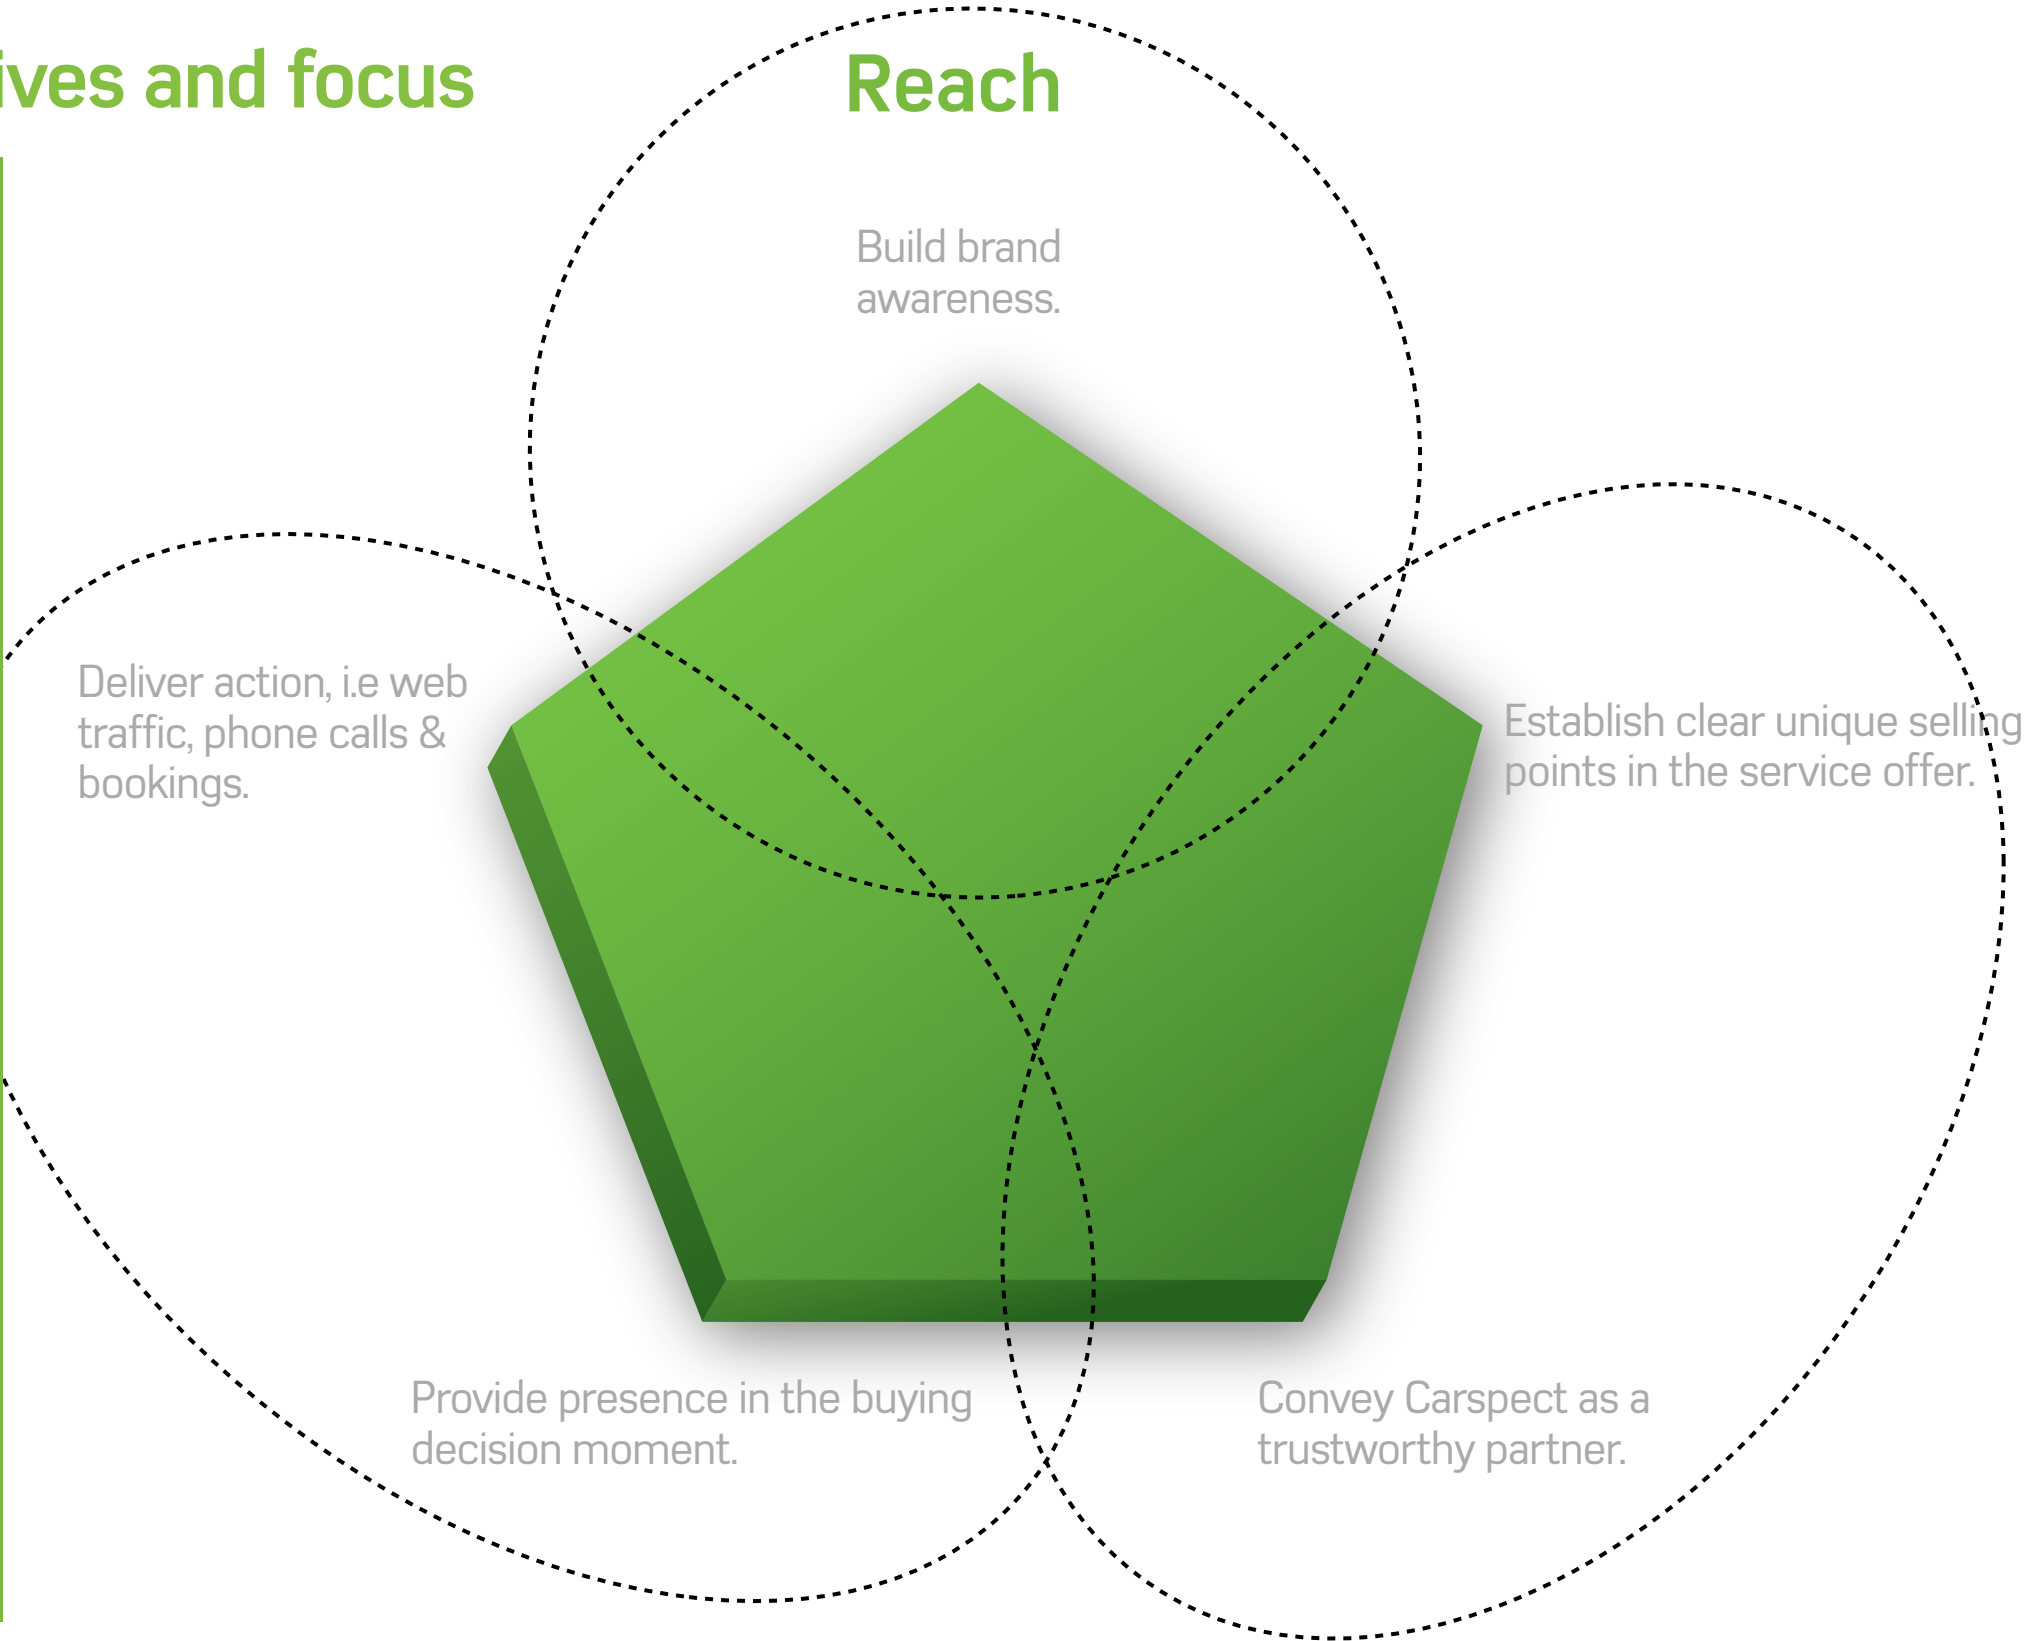 ives and focus
Reach
Build brand
awareness.
Deliver action, i.e web
traffic, phone calls &
bookings.
Establish clear unique selling
points in the service offer.
Provide presence in the buying
decision moment.
Convey Carspect as a
trustworthy partner.